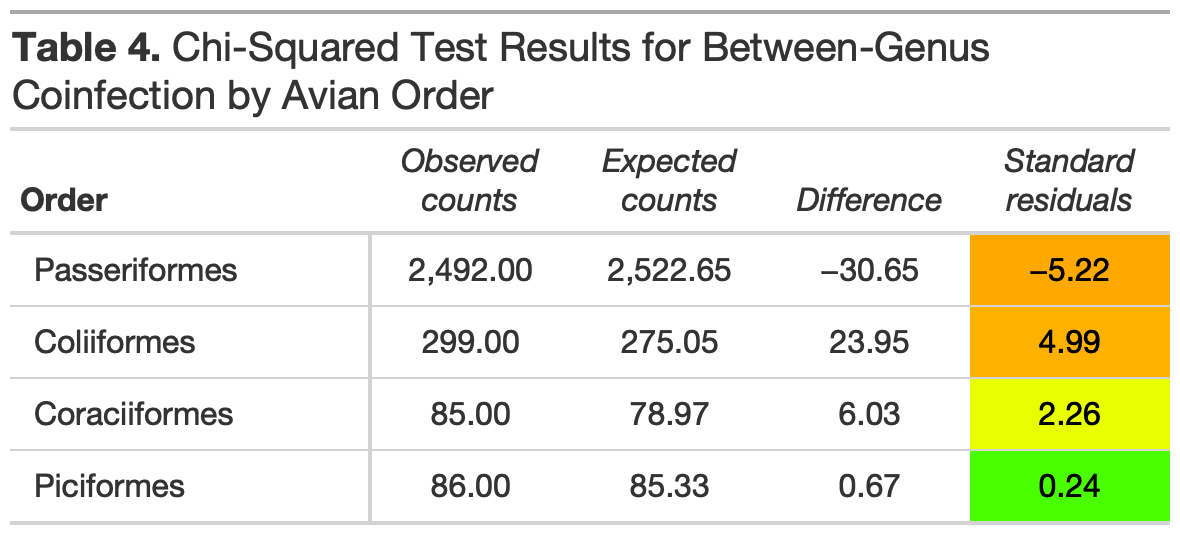 Table 4. Chi-Squared Test Results for Between-Genus
Coinfection by Avian Order
Order Observed counts Expected counts Difference Standard residuals
Passeriformes 2,492.00 2,522.65 –30.65 –5.22
Coliiformes 299.00 275.05 23.95 4.99
Coraciiformes 85.00 78.97 6.03 2.26
Piciformes 86.00 85.33 0.67 0.24